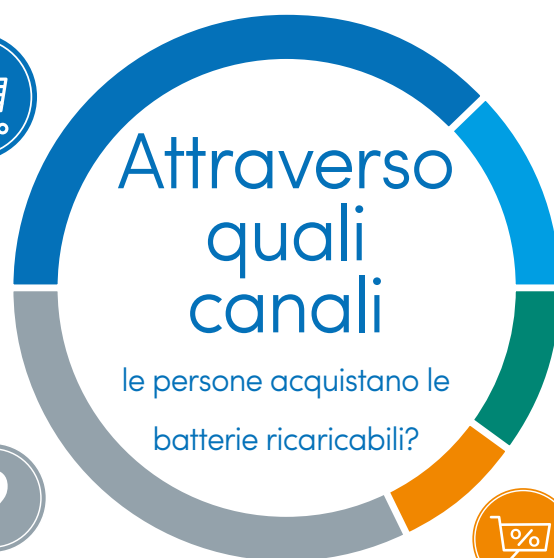 Attraverso
quali
canali
le persone acquistano le
batterie ricaricabili?
%